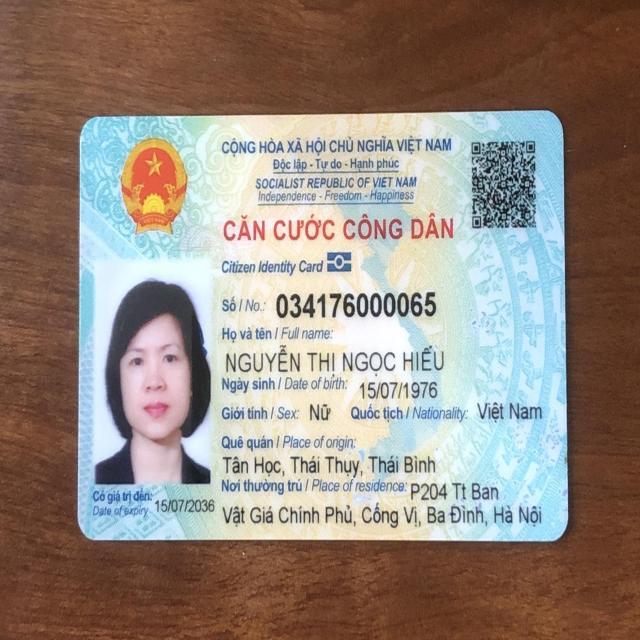 CỘNG HÒA XÃ HỘI CHỦ NGHĨA VIỆT NAM
Độc lập - Tự do - Hạnh phúc
SOCIALIST REPUBLIC OF VIET NAM
Independence - Freedom - Happiness
CĂN CƯỚC CÔNG DÂN
Citizen Identity Card
Số / No.: 034176000065
Họ và tên / Full name:
NGUYỄN THỊ NGỌC HIẾU
Ngày sinh / Date of birth: 15/07/1976
Giới tính / Sex: Nữ Quốc tịch / Nationality: Việt Nam
Quê quán / Place of origin:
Tân Học, Thái Thụy, Thái Bình
Nơi thường trú / Place of residence: P204 Tt Ban
Vật Giá Chính Phủ, Cống Vị, Ba Đình, Hà Nội
Có giá trị đến: 15/07/2036
Date of expiry
VIỆT NAM